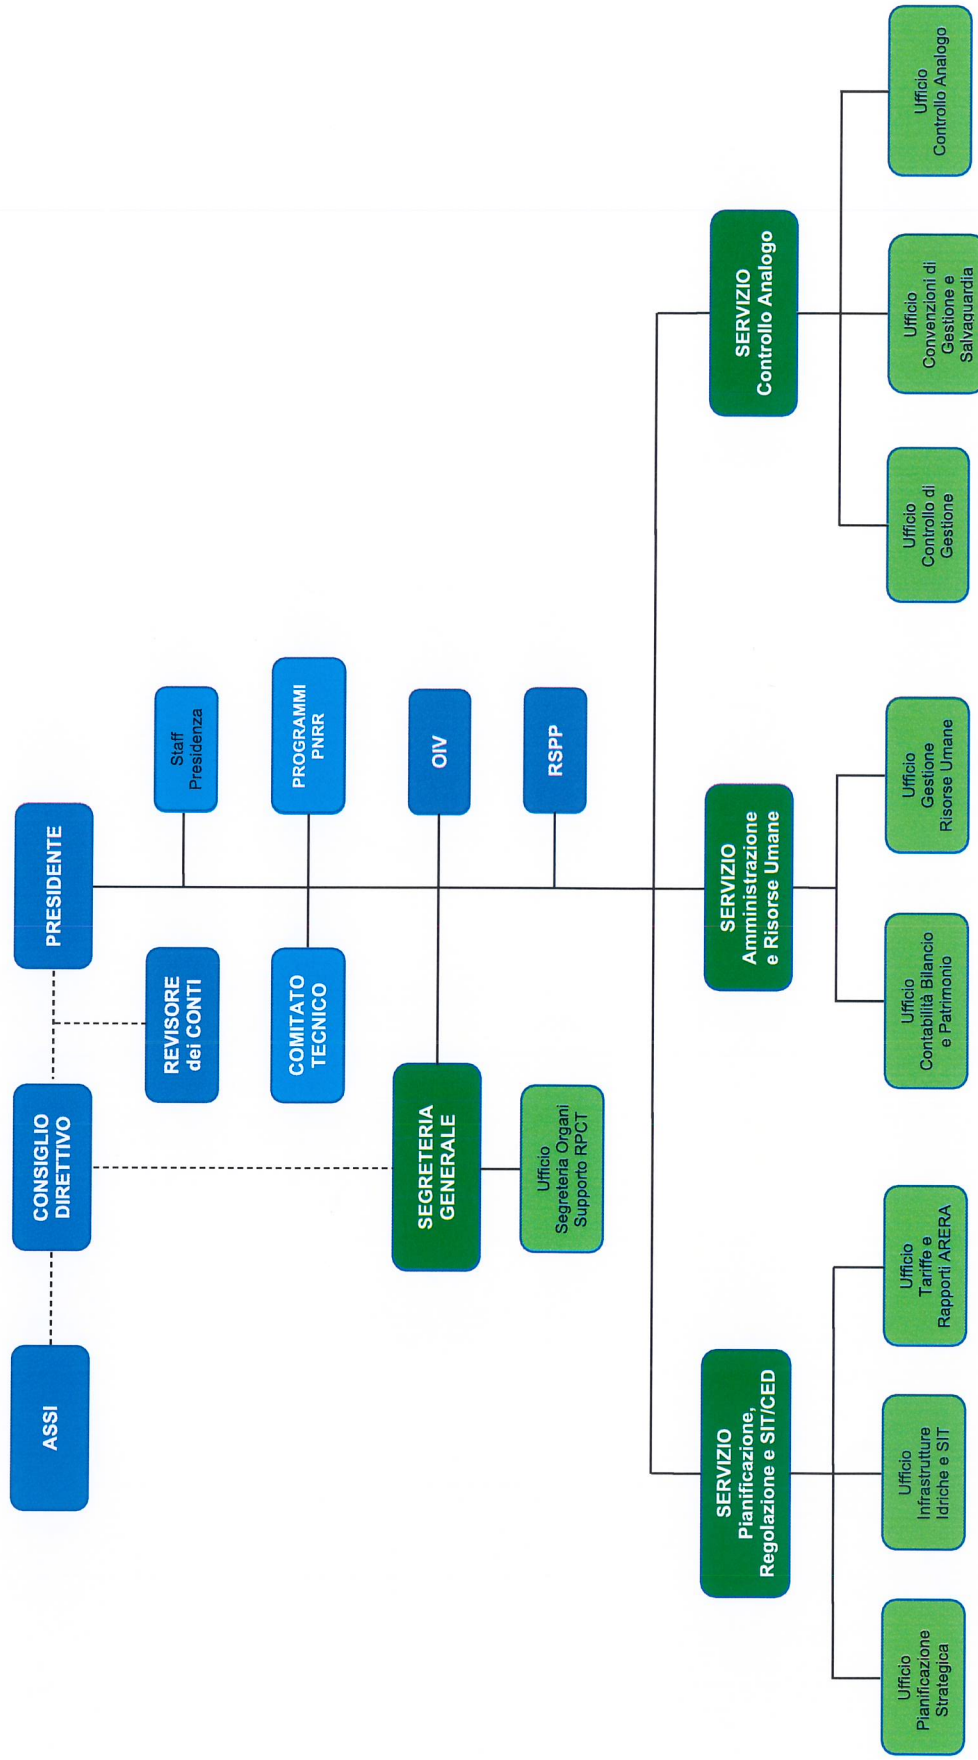 ASSI
CONSIGLIO
DIRETTIVO
PRESIDENTE
REVISORE
dei CONTI
Staff
Presidenza
COMITATO
TECNICO
PROGRAMMI
PNRR
SEGRETERIA
GENERALE
OIV
Ufficio
Segreteria Organi
Supporto RPCT
RSPP
SERVIZIO
Pianificazione,
Regolazione e SIT/CED
SERVIZIO
Amministrazione
e Risorse Umane
SERVIZIO
Controllo Analogo
Ufficio
Pianificazione
Strategica
Ufficio
Infrastrutture
Idriche e SIT
Ufficio
Tariffe e
Rapporti ARERA
Ufficio
Contabilità Bilancio
e Patrimonio
Ufficio
Gestione
Risorse Umane
Ufficio
Controllo di
Gestione
Ufficio
Convenzioni di
Gestione e
Salvaguardia
Ufficio
Controllo Analogo